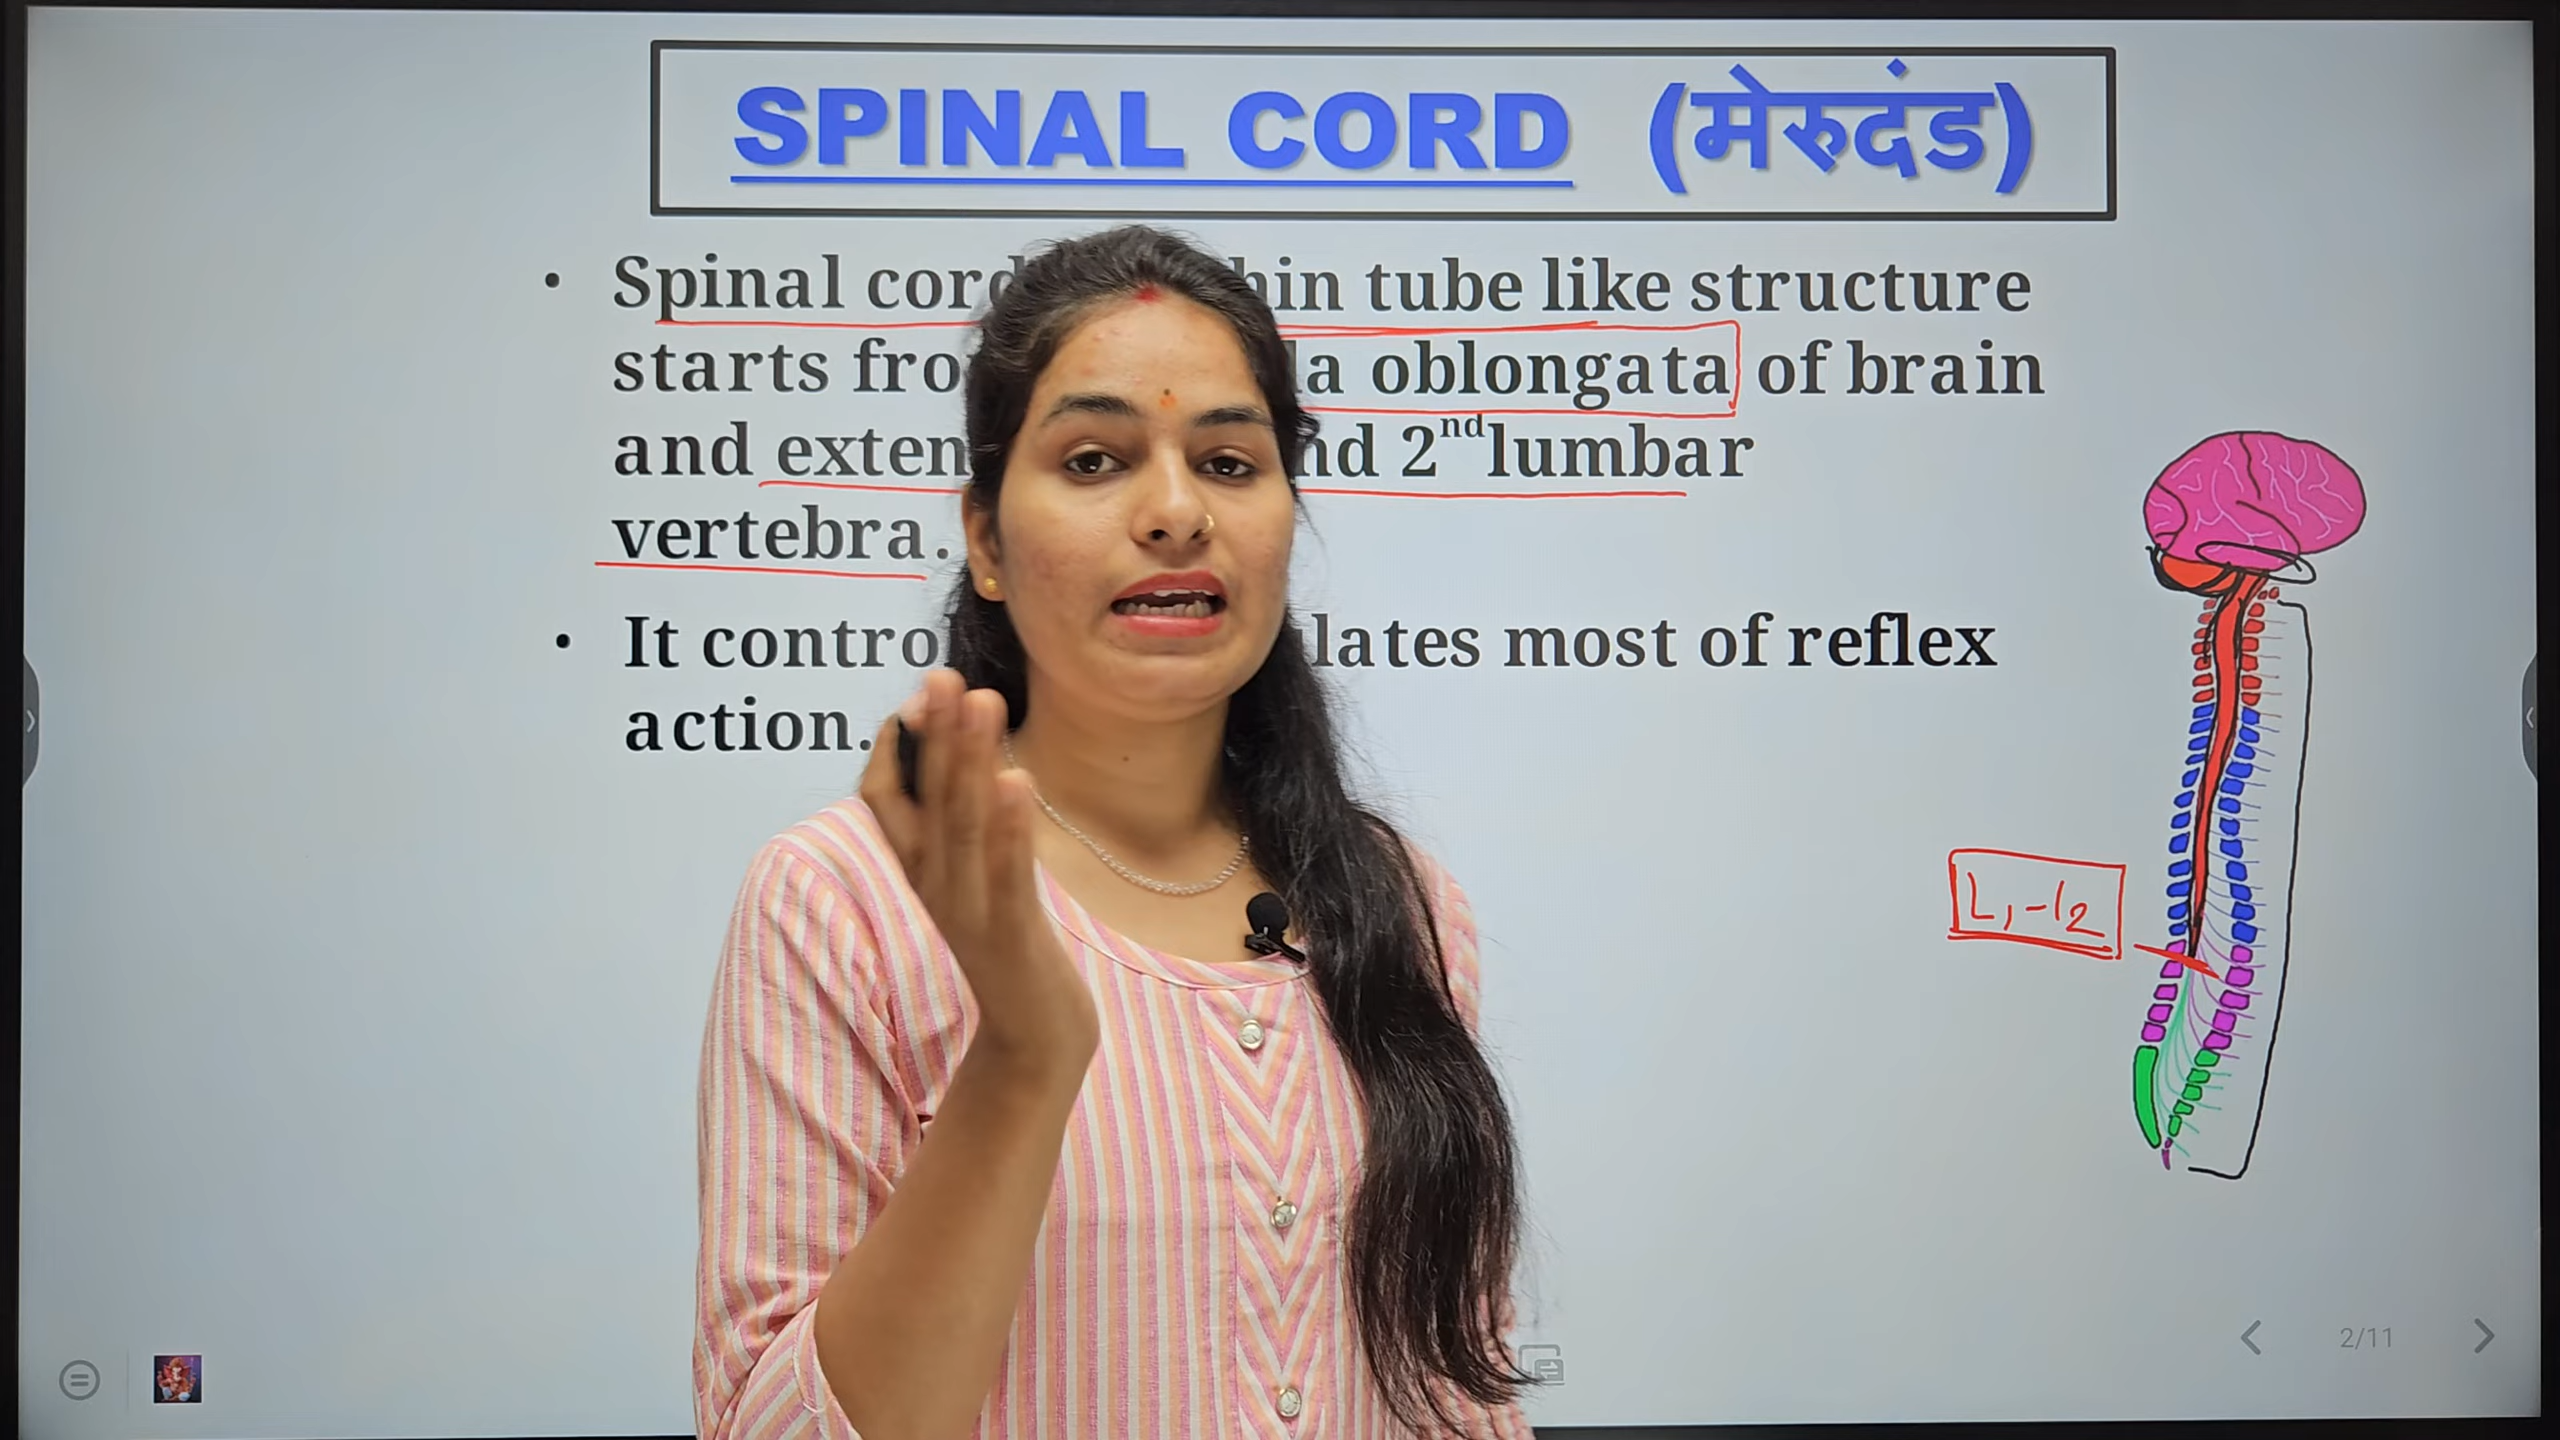 SPINAL CORD (मेरुदंड)
• Spinal cord hin tube like structure
starts fro la oblongata of brain
and exten nd 2nd lumbar
vertebra.
• It control lates most of reflex
action.
L1-L2
2/11